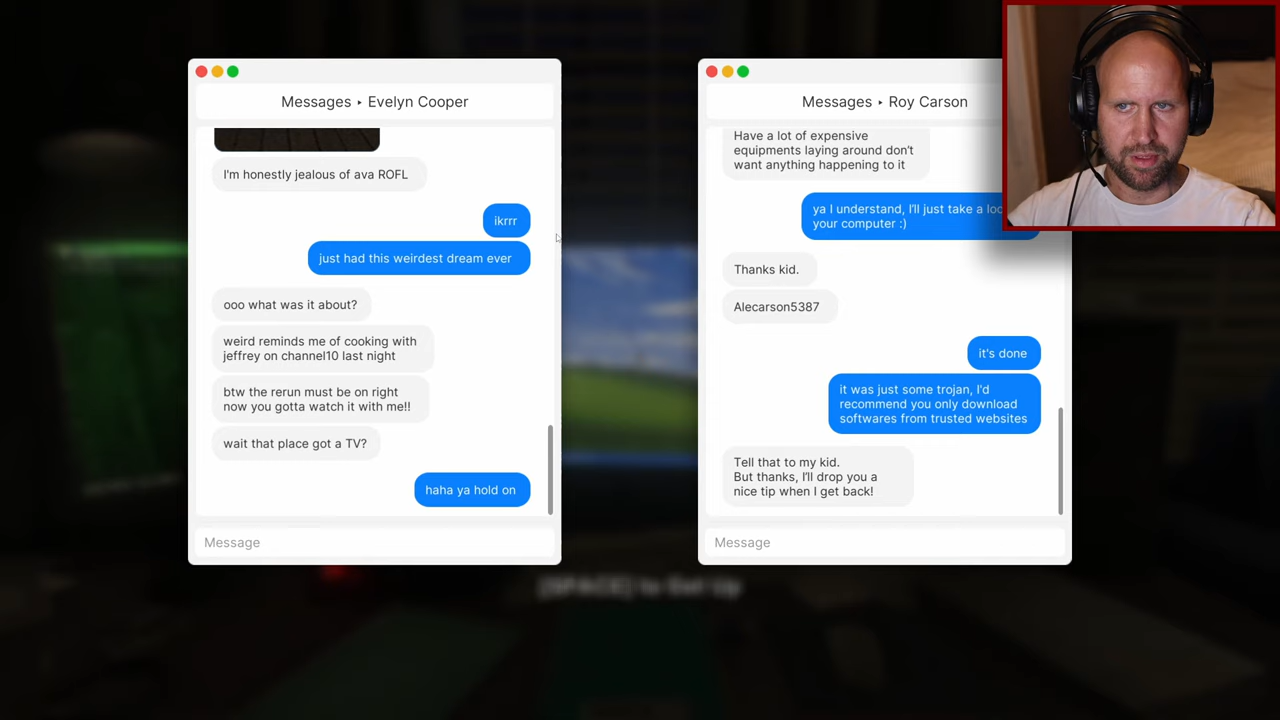 Messages ▸ Evelyn Cooper
I'm honestly jealous of ava ROFL
ikrrr
just had this weirdest dream ever
ooo what was it about?
weird reminds me of cooking with
jeffrey on channel10 last night
btw the rerun must be on right
now you gotta watch it with me!!
wait that place got a TV?
haha ya hold on
Message
Messages ▸ Roy Carson
Have a lot of expensive
equipments laying around don't
want anything happening to it
ya I understand, I'll just take a
your computer :)
Thanks kid.
Alecarson5387
it's done
it was just some trojan, I'd
recommend you only download
softwares from trusted websites
Tell that to my kid.
But thanks, I'll drop you a
nice tip when I get back!
Message
[SPACE] to Get Up